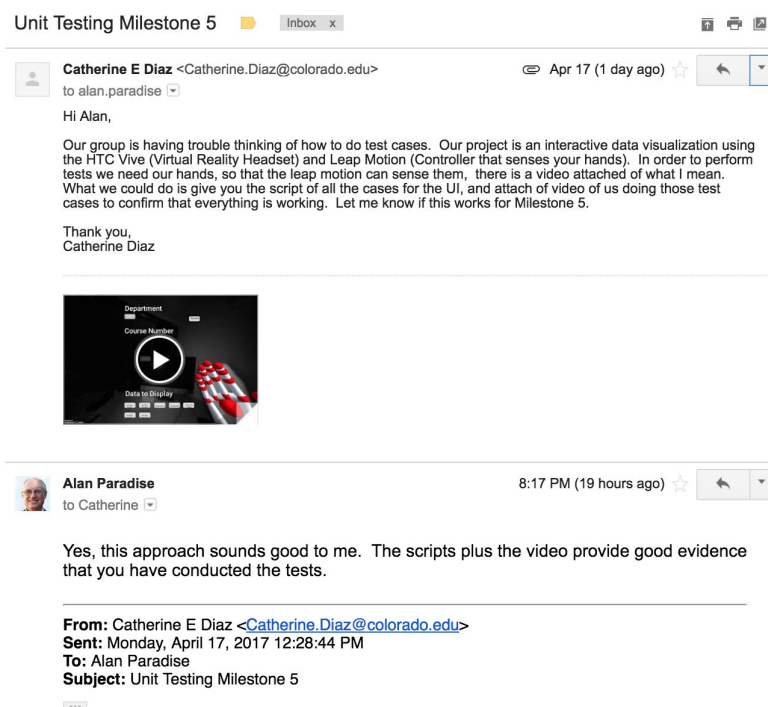 Unit Testing Milestone 5
Inbox x
Catherine E Diaz <Catherine.Diaz@colorado.edu>
Apr 17 (1 day ago)
to alan.paradise
Hi Alan,
Our group is having trouble thinking of how to do test cases.  Our project is an interactive data visualization using
the HTC Vive (Virtual Reality Headset) and Leap Motion (Controller that senses your hands).  In order to perform
tests we need our hands, so that the leap motion can sense them,  there is a video attached of what I mean.
What we could do is give you the script of all the cases for the UI, and attach of video of us doing those test
cases to confirm that everything is working.  Let me know if this works for Milestone 5.
Thank you,
Catherine Diaz
Department
Course Number
Data to Display
Alan Paradise
8:17 PM (19 hours ago)
to Catherine
Yes, this approach sounds good to me.  The scripts plus the video provide good evidence
that you have conducted the tests.
From: Catherine E Diaz <Catherine.Diaz@colorado.edu>
Sent: Monday, April 17, 2017 12:28:44 PM
To: Alan Paradise
Subject: Unit Testing Milestone 5